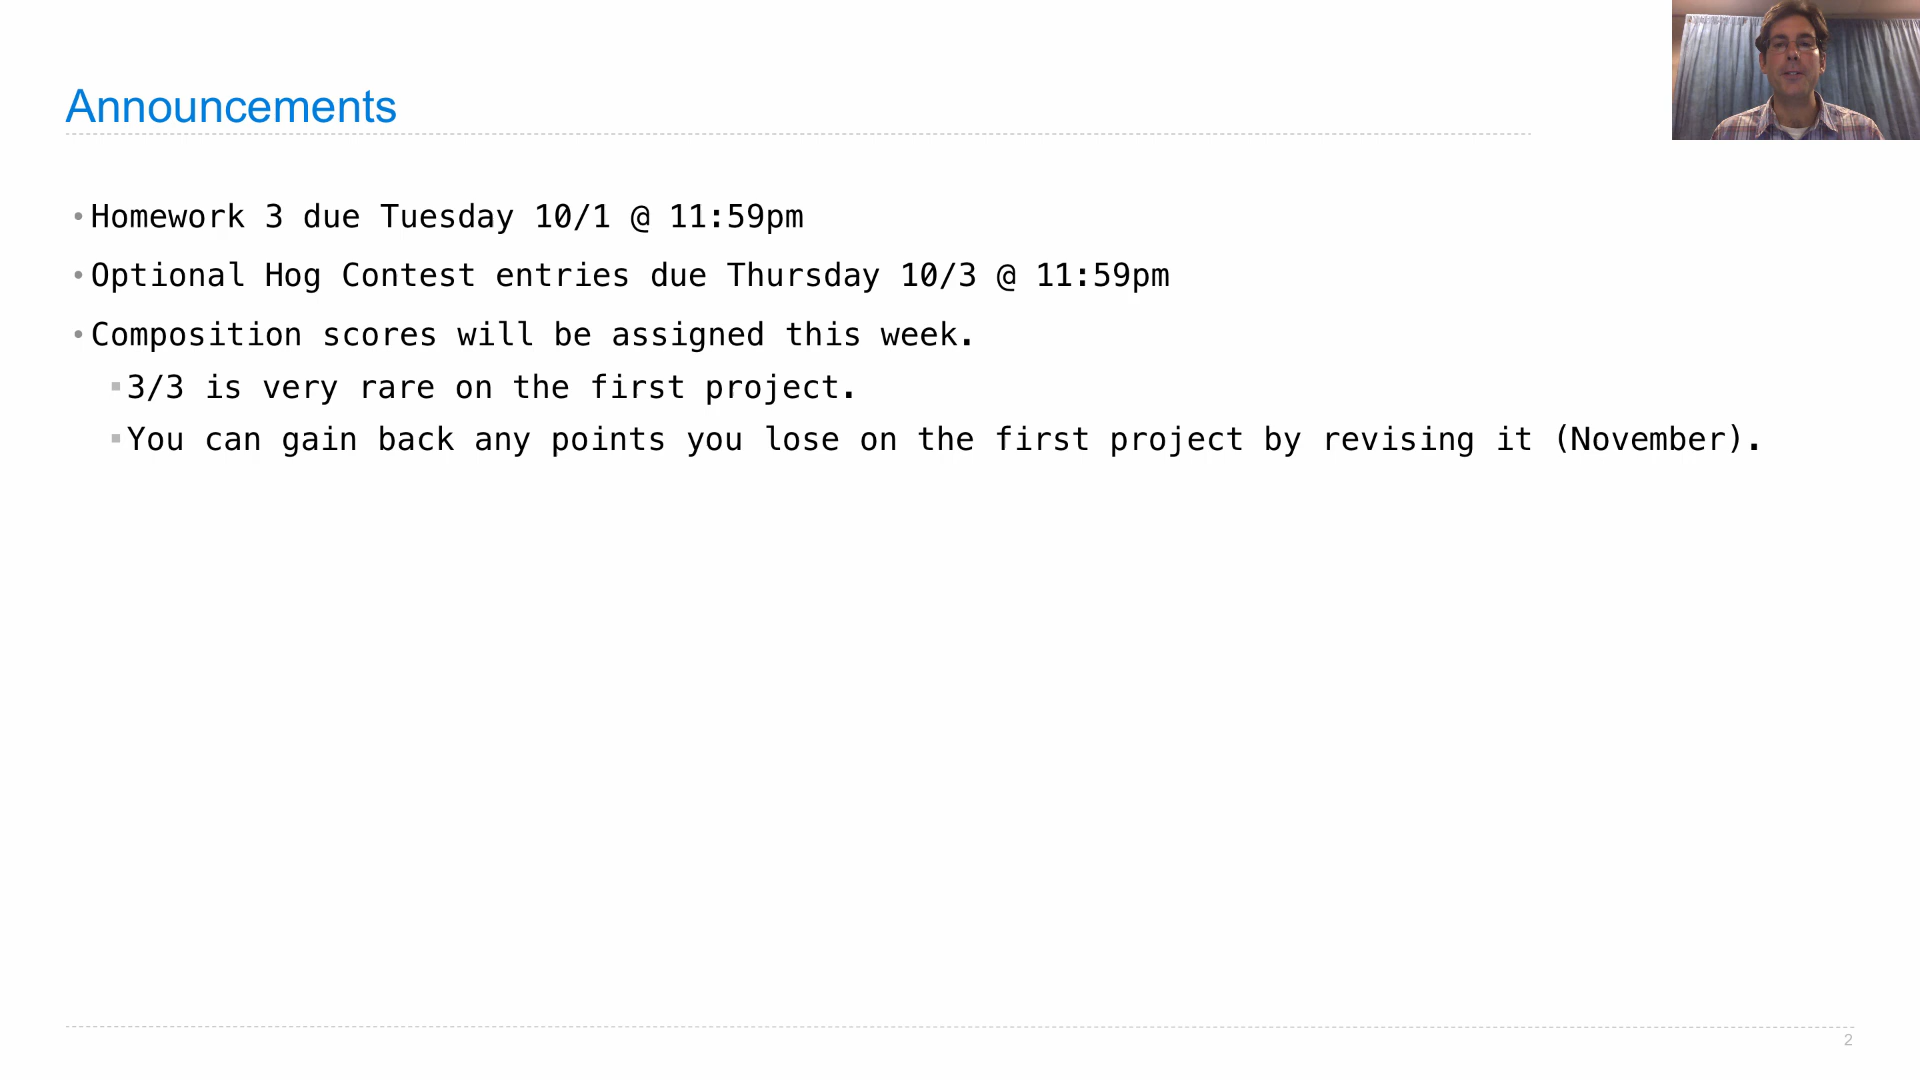 Announcements
• Homework 3 due Tuesday 10/1 @ 11:59pm
• Optional Hog Contest entries due Thursday 10/3 @ 11:59pm
• Composition scores will be assigned this week.
▪ 3/3 is very rare on the first project.
▪ You can gain back any points you lose on the first project by revising it (November).
2